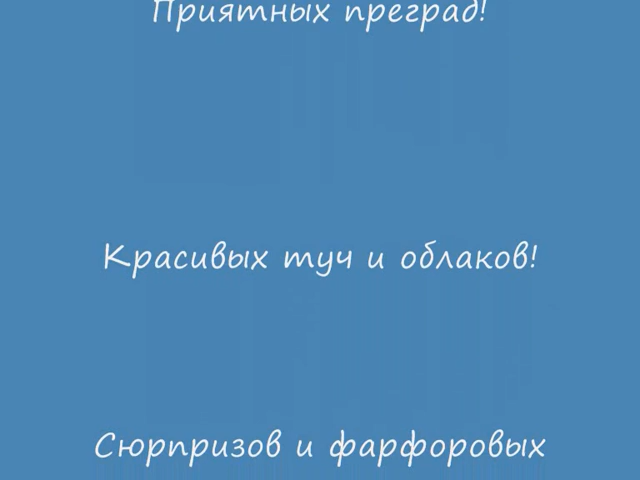 Приятных преград!
Красивых туч и облаков!
Сюрпризов и фарфоровых